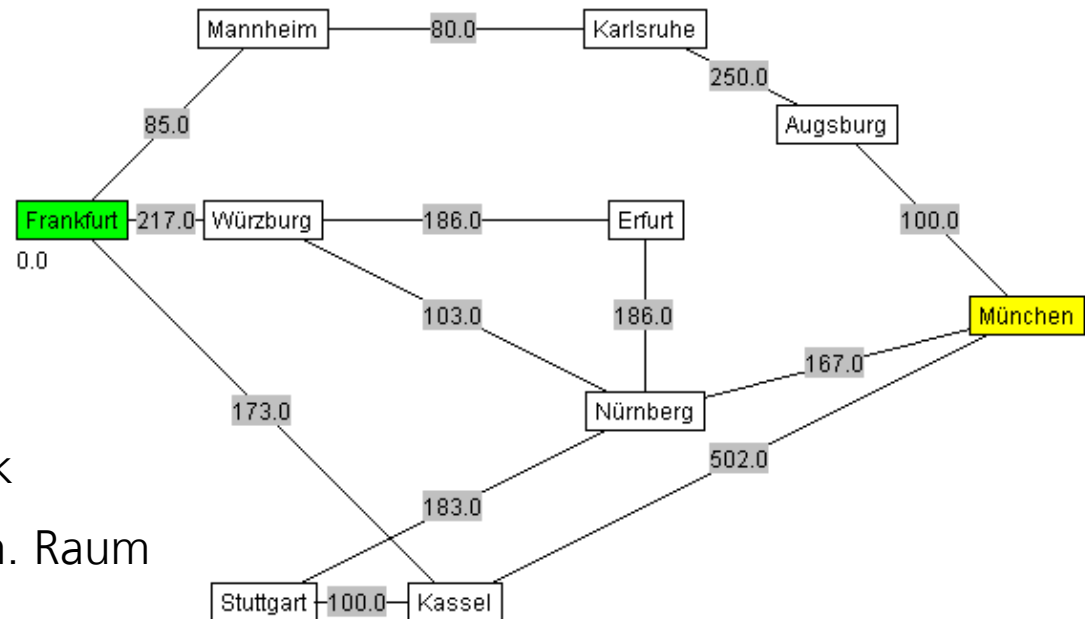 Mannheim 80.0 Karlsruhe
250.0
85.0
Augsburg
Frankfurt 217.0 Würzburg 186.0 Erfurt
100.0
0.0
103.0 186.0 München
167.0
173.0 Nürnberg
502.0
183.0
n. Raum
Stuttgart 100.0 Kassel